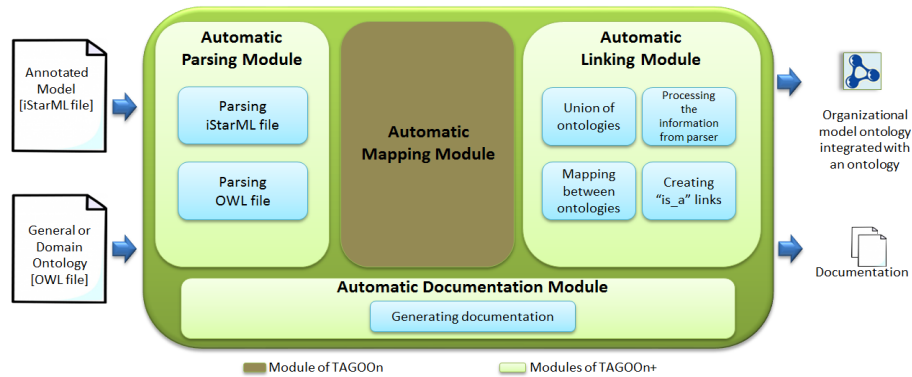 Annotated
Model
[iStarML file]
General or
Domain
Ontology
[OWL file]
Automatic
Parsing Module
Parsing
iStarML file
Parsing
OWL file
Automatic
Mapping Module
Automatic
Linking Module
Union of
ontologies
Processing
the
information
from parser
Mapping
between
ontologies
Creating
“is_a” links
Automatic Documentation Module
Generating documentation
Organizational
model ontology
integrated with
an ontology
Documentation
Module of TAGOOn
Modules of TAGOOn+